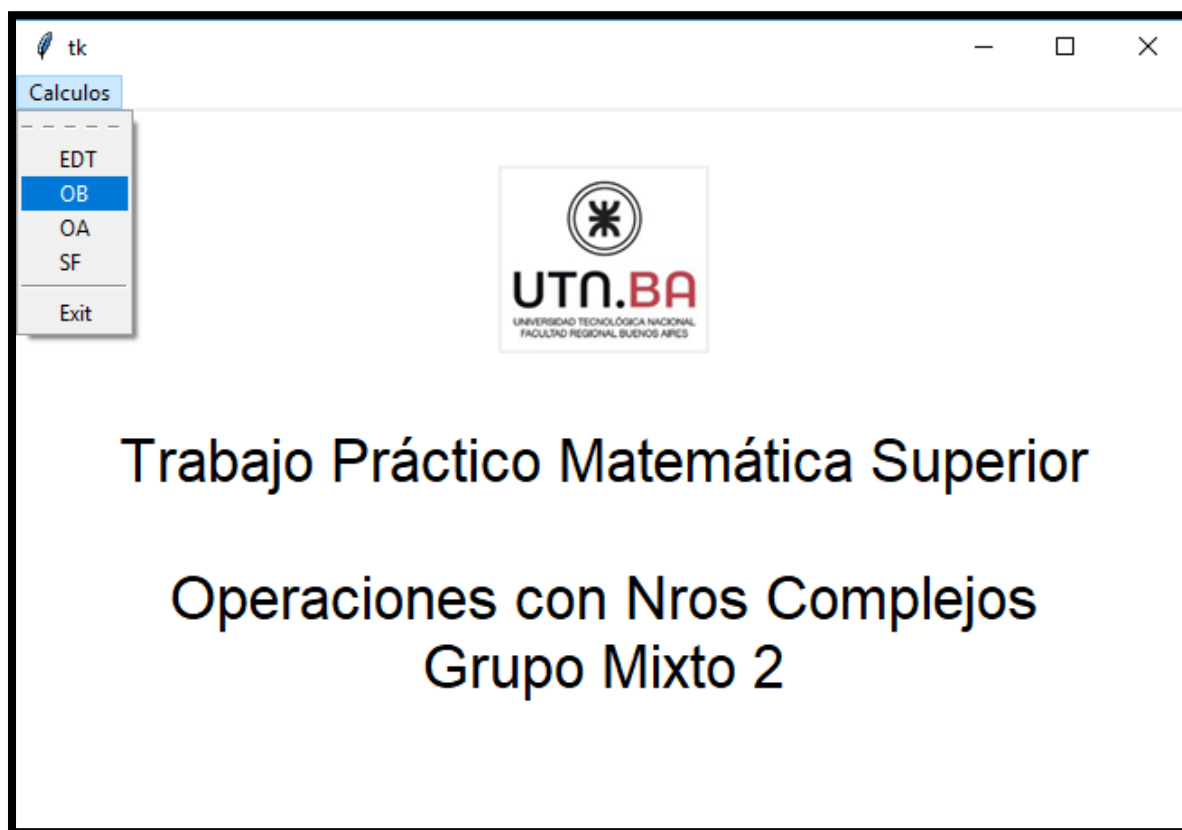 tk
Calculos
EDT
OB
OA
SF
Exit
UTN.BA
UNIVERSIDAD TECNOLÓGICA NACIONAL
FACULTAD REGIONAL BUENOS AIRES
Trabajo Práctico Matemática Superior
Operaciones con Nros Complejos
Grupo Mixto 2